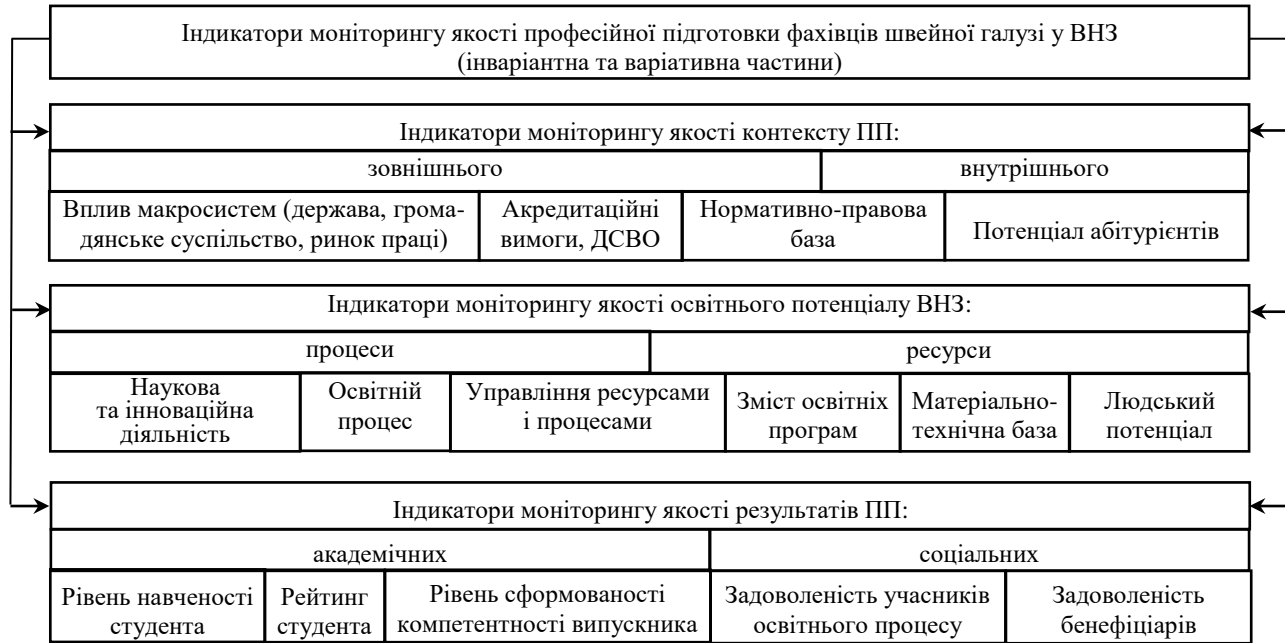 Індикатори моніторингу якості професійної підготовки фахівців швейної галузі у ВНЗ
(інваріантна та варіативна частини)
Індикатори моніторингу якості контексту ПП:
зовнішнього
внутрішнього
Вплив макросистем (держава, грома-
дянське суспільство, ринок праці)
Акредитаційні
вимоги, ДСВО
Нормативно-правова
база
Потенціал абітурієнтів
Індикатори моніторингу якості освітнього потенціалу ВНЗ:
процеси
ресурси
Наукова
та інноваційна
діяльність
Освітній
процес
Управління ресурсами
і процесами
Зміст освітніх
програм
Матеріально-
технічна база
Людський
потенціал
Індикатори моніторингу якості результатів ПП:
академічних
соціальних
Рівень навченості
студента
Рейтинг
студента
Рівень сформованості
компетентності випускника
Задоволеність учасників
освітнього процесу
Задоволеність
бенефіціарів